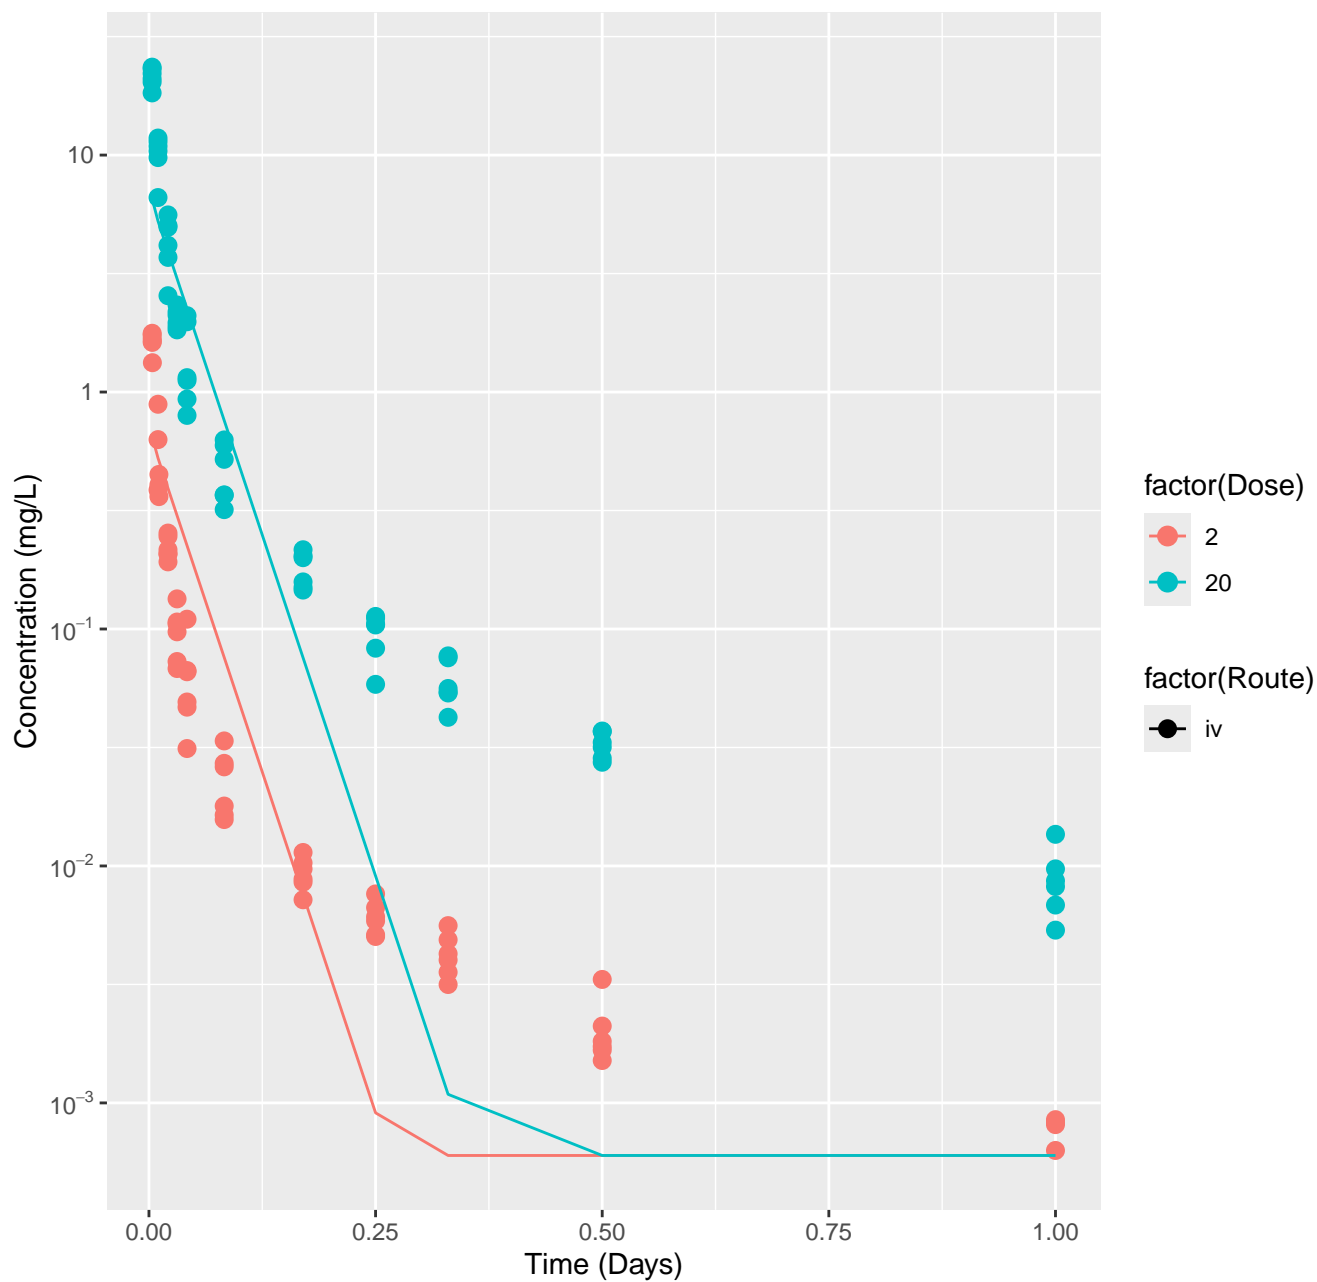 Concentration (mg/L)
10
1
10⁻¹
10⁻²
10⁻³
0.00 0.25 0.50 0.75 1.00
Time (Days)
factor(Dose)
2
20
factor(Route)
iv